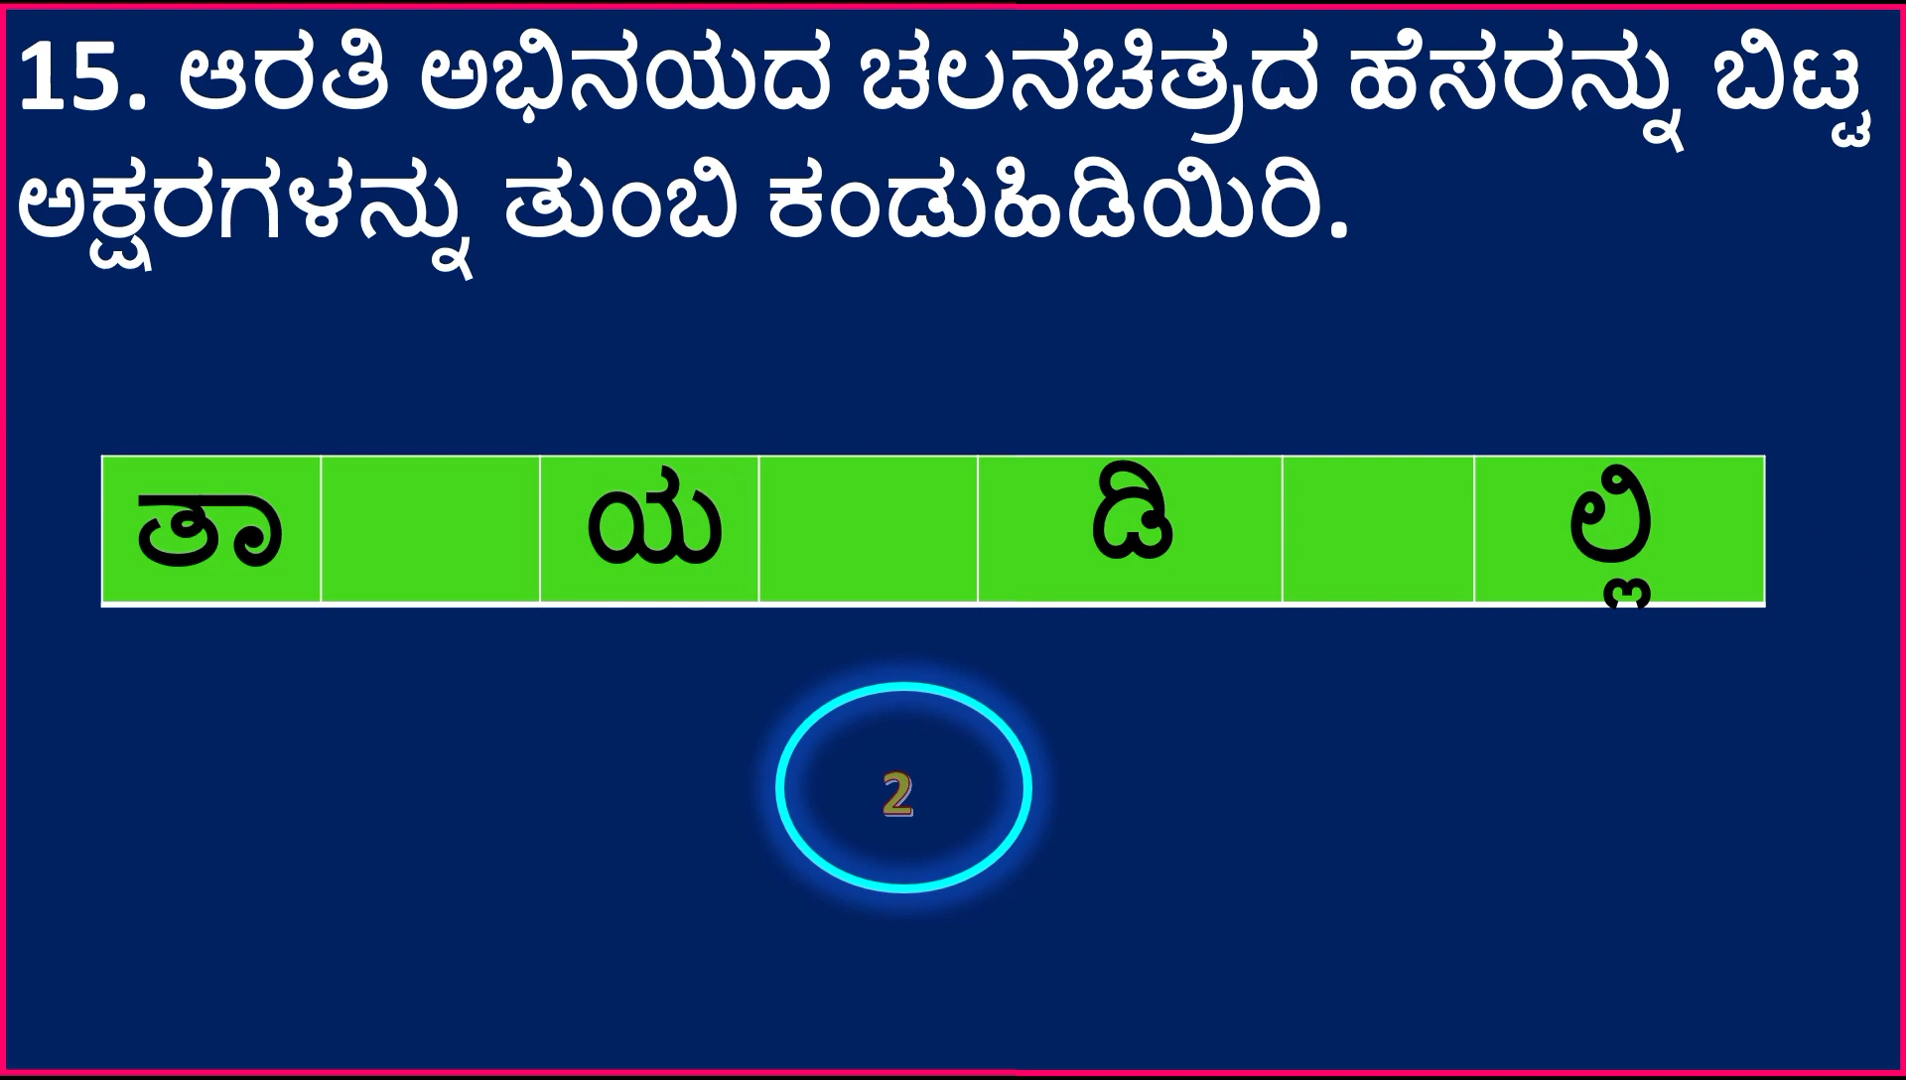 15. ಆರತಿ ಅಭಿನಯದ ಚಲನಚಿತ್ರದ ಹೆಸರನ್ನು ಬಿಟ್ಟ
ಅಕ್ಷರಗಳನ್ನು ತುಂಬಿ ಕಂಡುಹಿಡಿಯಿರಿ.
ತಾ ಯ ಡಿ ಲ್ಲಿ
2